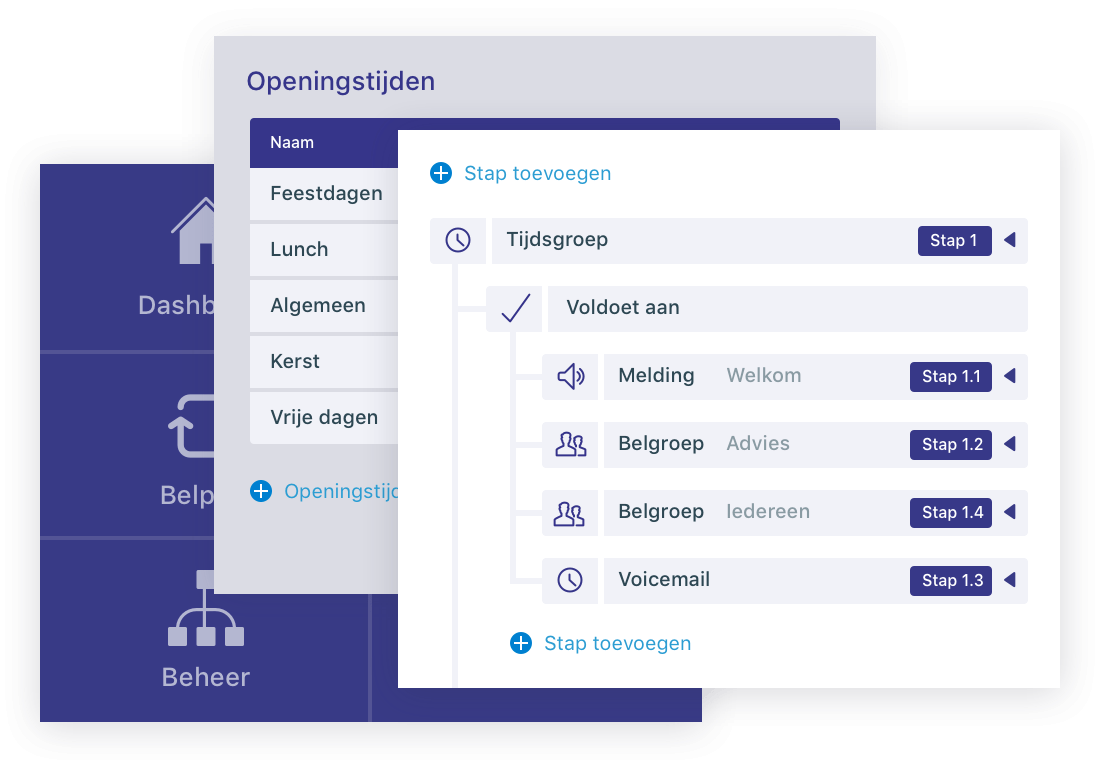 Openingstijden
Naam
Feestdagen
Lunch
Algemeen
Kerst
Vrije dagen
Openingstijd
Dashb
Belp
Beheer
Stap toevoegen
Tijdsgroep Stap 1
Voldoet aan
Melding Welkom Stap 1.1
Belgroep Advies Stap 1.2
Belgroep Iedereen Stap 1.4
Voicemail Stap 1.3
Stap toevoegen